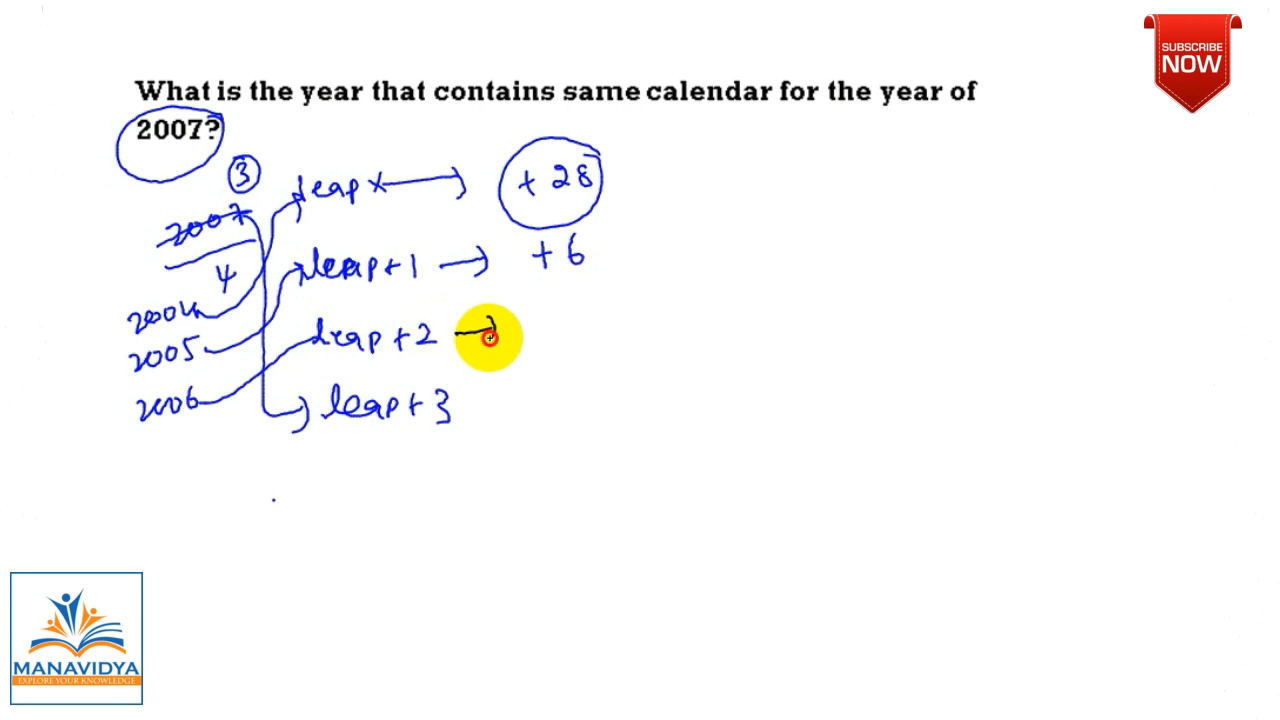 SUBSCRIBE
NOW
What is the year that contains same calendar for the year of
2007?
3
leap x → + 28
2007
4
leap + 1 → + 6
2004
leap + 2 →
2005
2006
leap + 3
MANAVIDYA
EXPLORE YOUR KNOWLEDGE